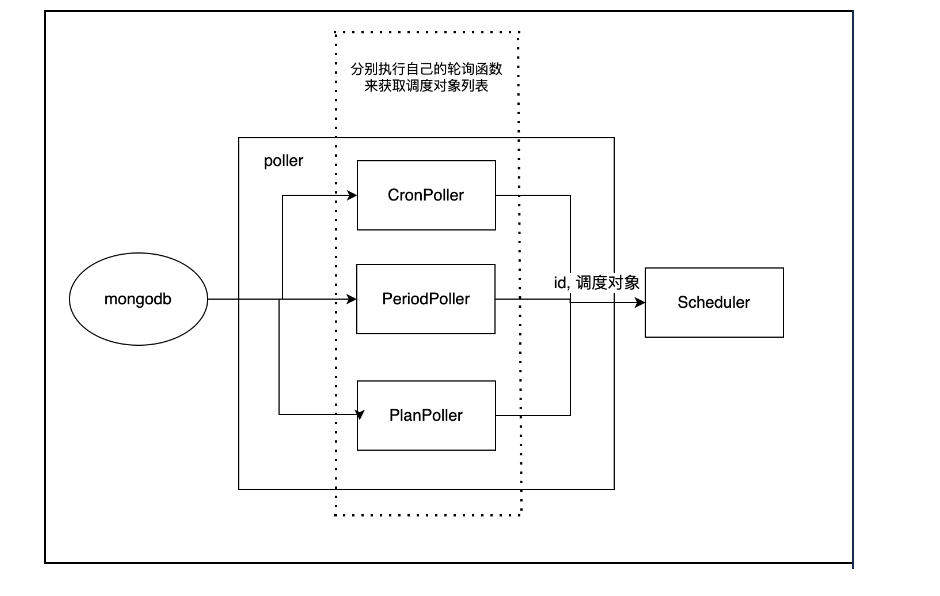 分别执行自己的轮询函数
来获取调度对象列表
poller
CronPoller
mongodb
PeriodPoller
id, 调度对象
Scheduler
PlanPoller